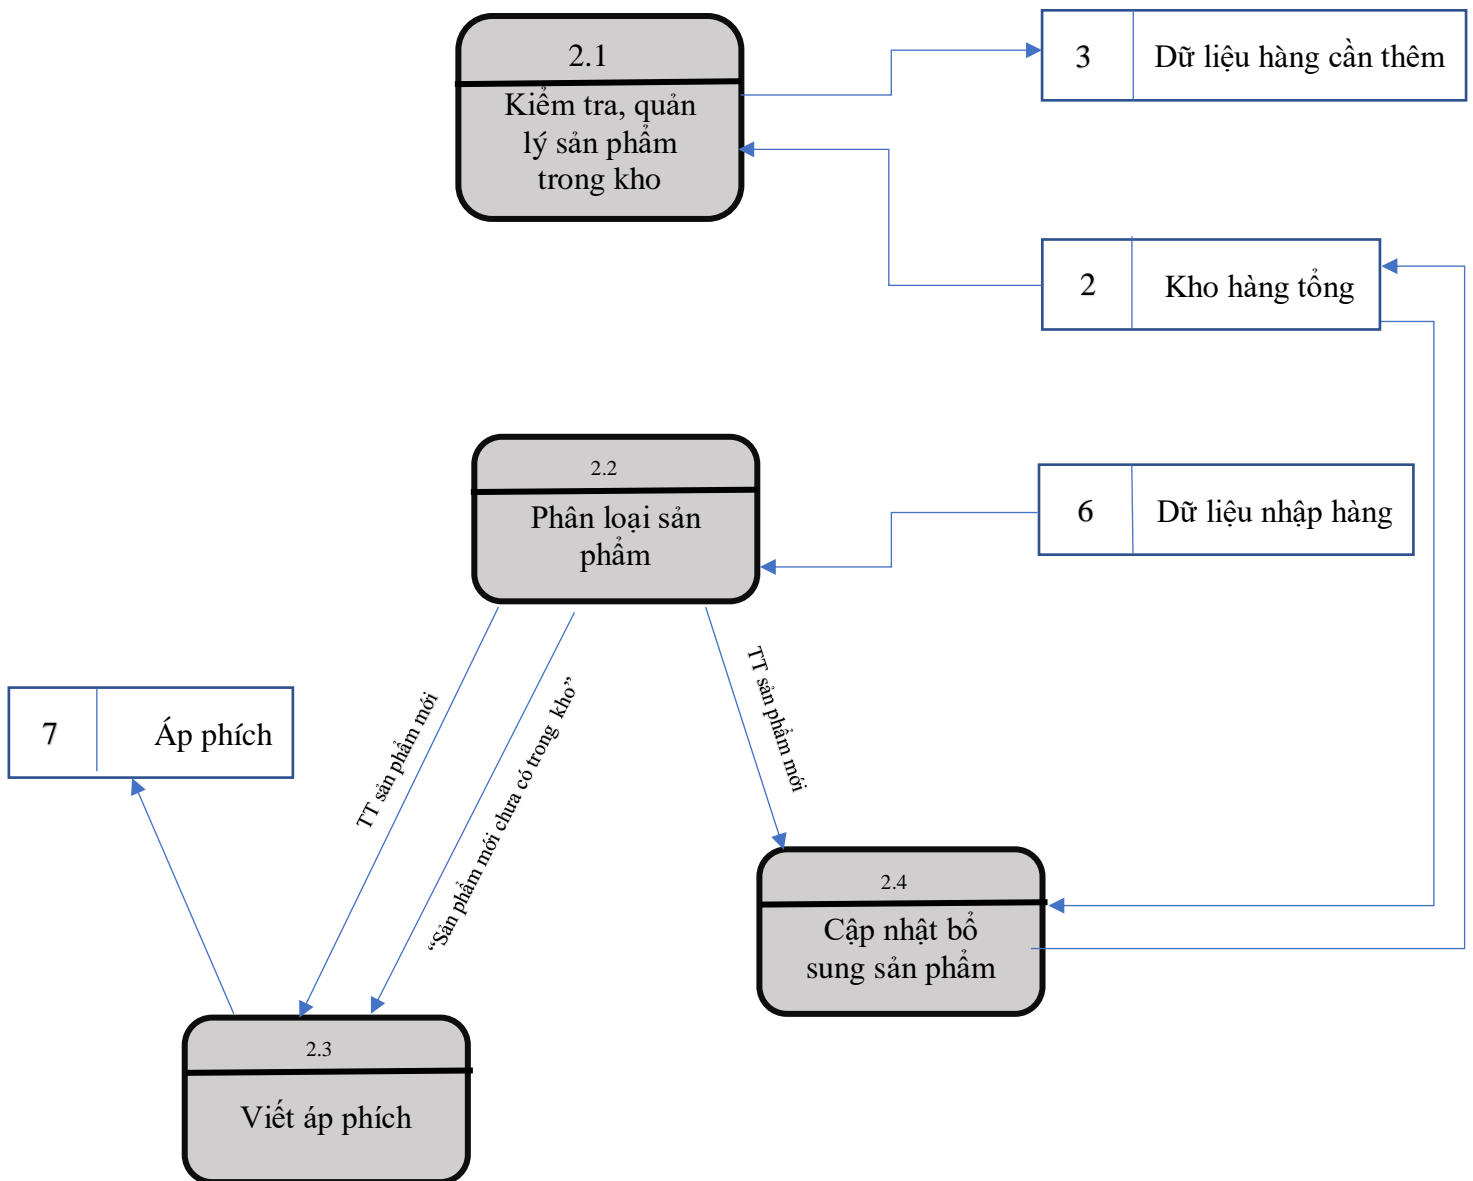 2.1
Kiểm tra, quản
lý sản phẩm
trong kho
3
Dữ liệu hàng cần thêm
2
Kho hàng tổng
2.2
Phân loại sản
phẩm
6
Dữ liệu nhập hàng
TT sản phẩm mới
“Sản phẩm mới chưa có trong kho”
TT sản phẩm mới
7
Áp phích
2.4
Cập nhật bổ
sung sản phẩm
2.3
Viết áp phích